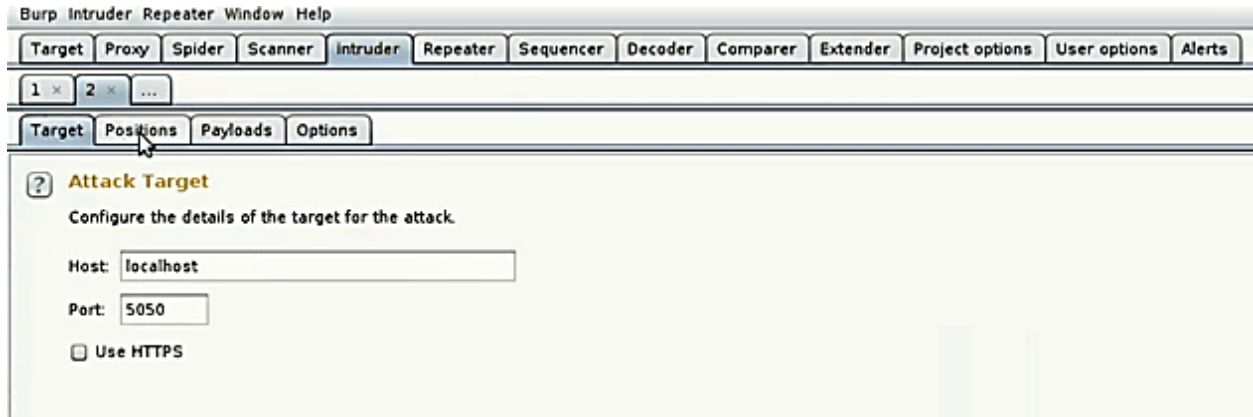 Burp Intruder Repeater Window Help
Target Proxy Spider Scanner Intruder Repeater Sequencer Decoder Comparer Extender Project options User options Alerts
1 × 2 × ...
Target Positions Payloads Options
? Attack Target
Configure the details of the target for the attack.
Host: localhost
Port: 5050
Use HTTPS